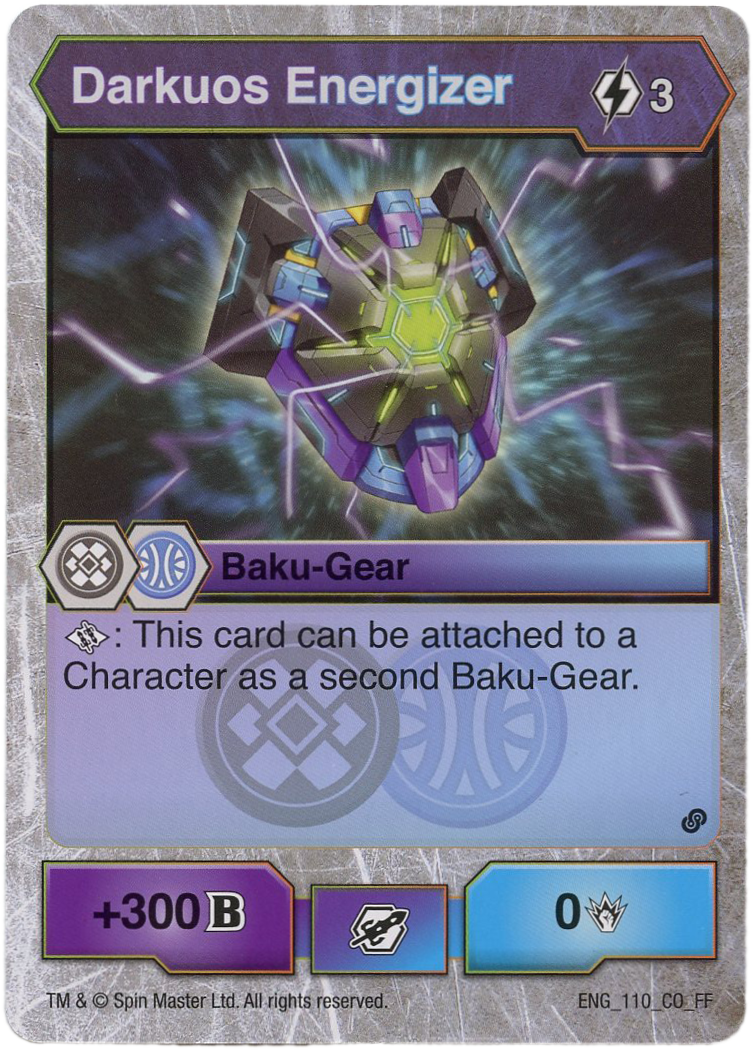 Darkuos Energizer
3
Baku-Gear
: This card can be attached to a
Character as a second Baku-Gear.
+300 B
0
TM & © Spin Master Ltd. All rights reserved.
ENG_110_CO_FF